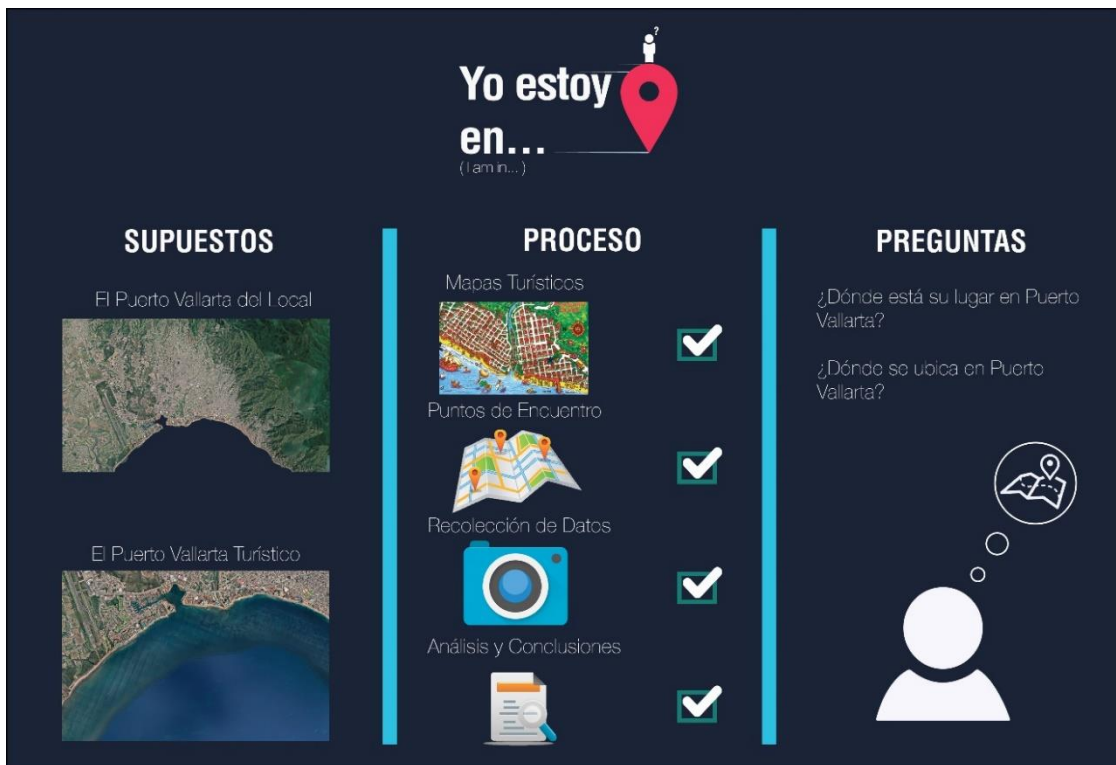 ?
Yo estoy
en...
( I am in... )
SUPUESTOS
El Puerto Vallarta del Local
El Puerto Vallarta Turístico
PROCESO
Mapas Turísticos
Puntos de Encuentro
Recolección de Datos
Análisis y Conclusiones
PREGUNTAS
¿Dónde está su lugar en Puerto
Vallarta?
¿Dónde se ubica en Puerto
Vallarta?